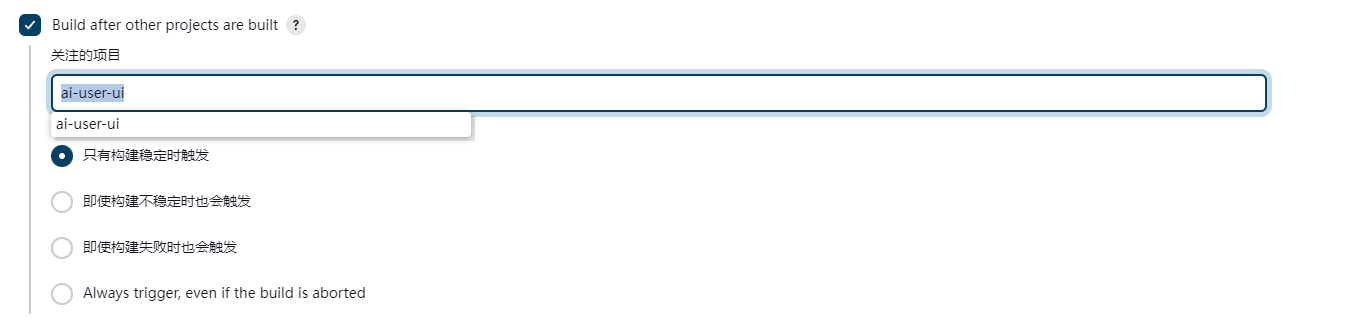 Build after other projects are built ?
关注的项目
ai-user-ui
ai-user-ui
只有构建稳定时触发
即使构建不稳定时也会触发
即使构建失败时也会触发
Always trigger, even if the build is aborted